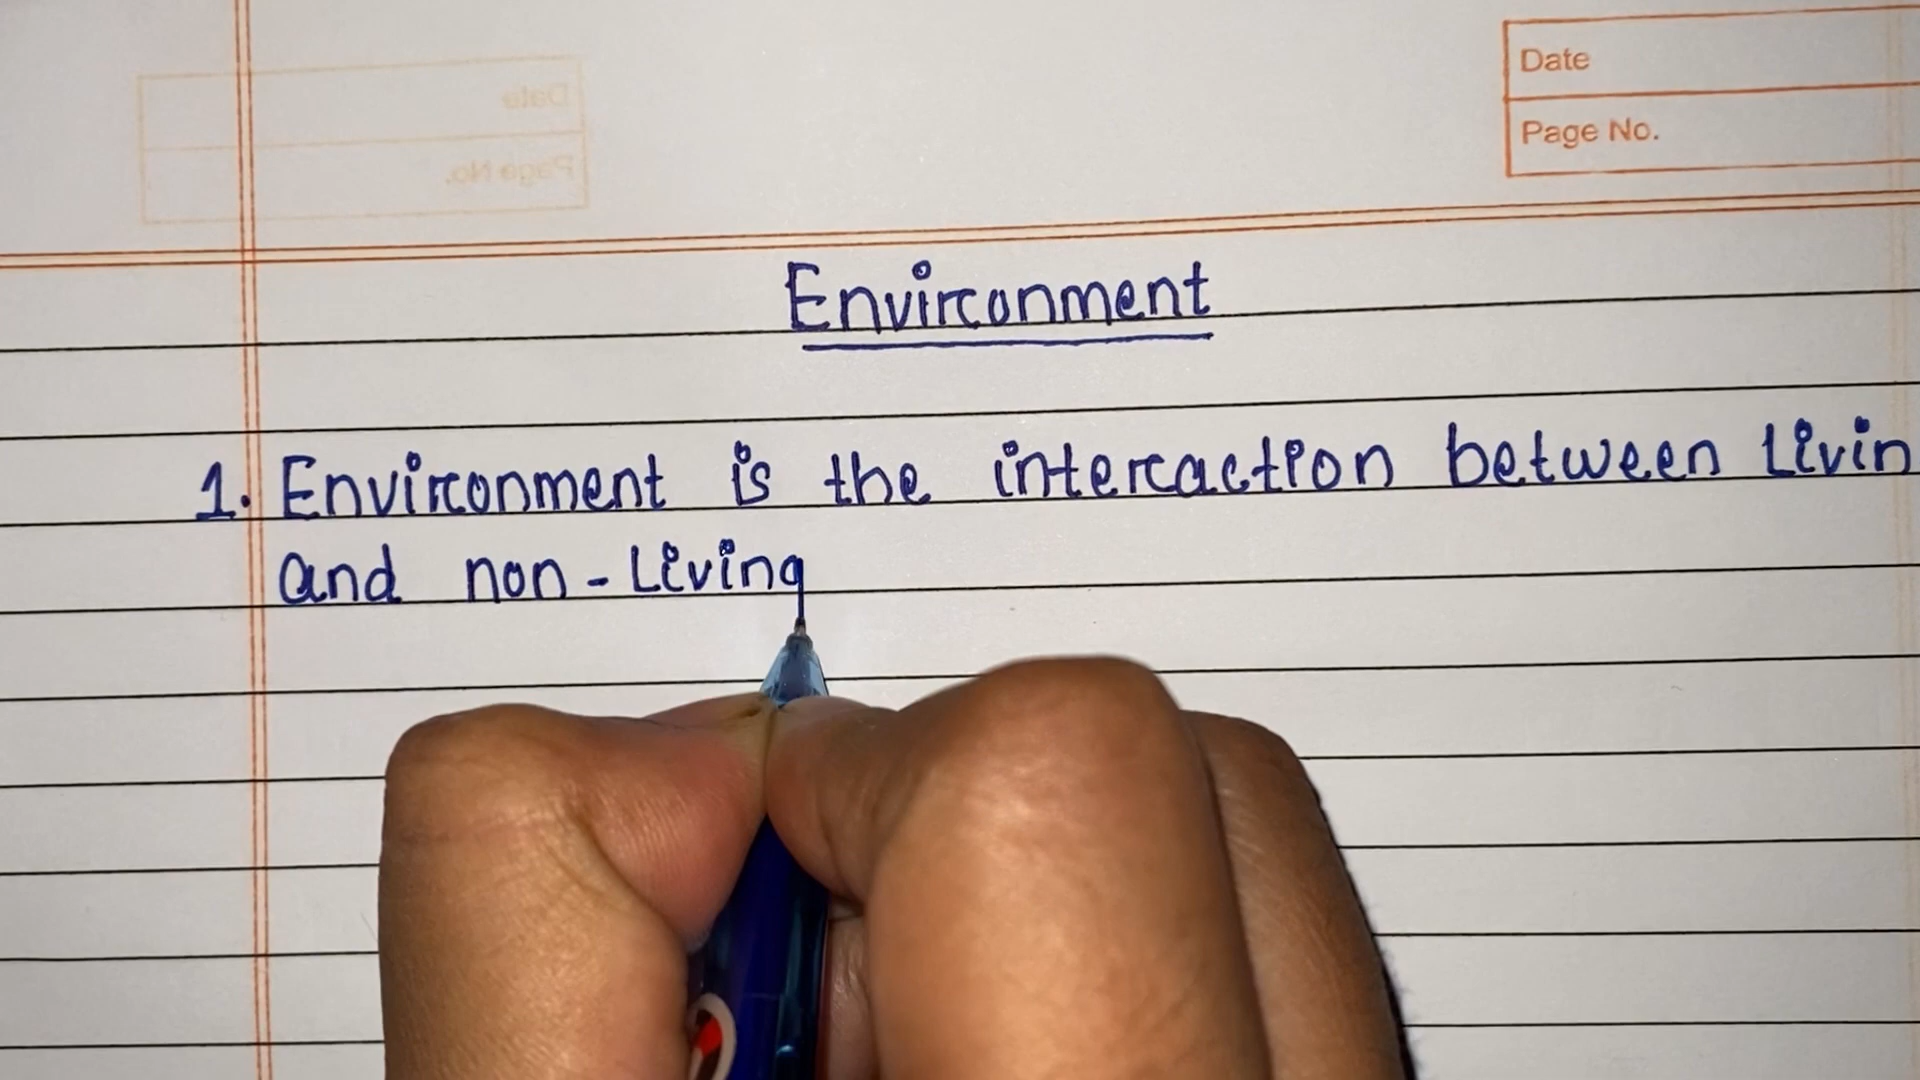 Date
Page No.
Environment
1. Environment is the interaction between Livin
and non-Living